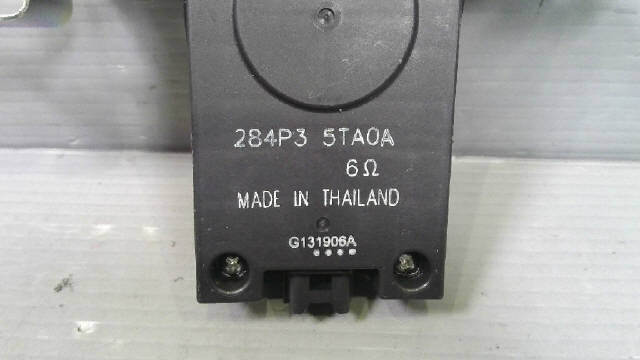 284P3 5TA0A
6Ω
MADE IN THAILAND
G131906A